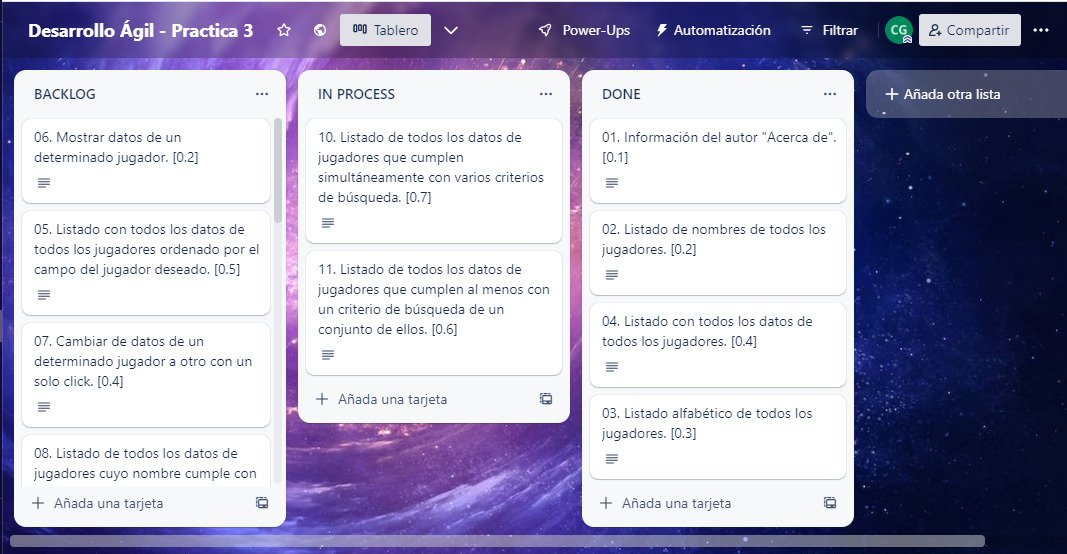 Desarrollo Ágil - Practica 3
Tablero
Power-Ups
Automatización
Filtrar
CG
Compartir
BACKLOG
06. Mostrar datos de un
determinado jugador. [0.2]
05. Listado con todos los datos de
todos los jugadores ordenado por el
campo del jugador deseado. [0.5]
07. Cambiar de datos de un
determinado jugador a otro con un
solo click. [0.4]
08. Listado de todos los datos de
jugadores cuyo nombre cumple con
Añada una tarjeta
IN PROCESS
10. Listado de todos los datos de
jugadores que cumplen
simultáneamente con varios criterios
de búsqueda. [0.7]
11. Listado de todos los datos de
jugadores que cumplen al menos con
un criterio de búsqueda de un
conjunto de ellos. [0.6]
Añada una tarjeta
DONE
01. Información del autor "Acerca de".
[0.1]
02. Listado de nombres de todos los
jugadores. [0.2]
04. Listado con todos los datos de
todos los jugadores. [0.4]
03. Listado alfabético de todos los
jugadores. [0.3]
Añada una tarjeta
Añada otra lista